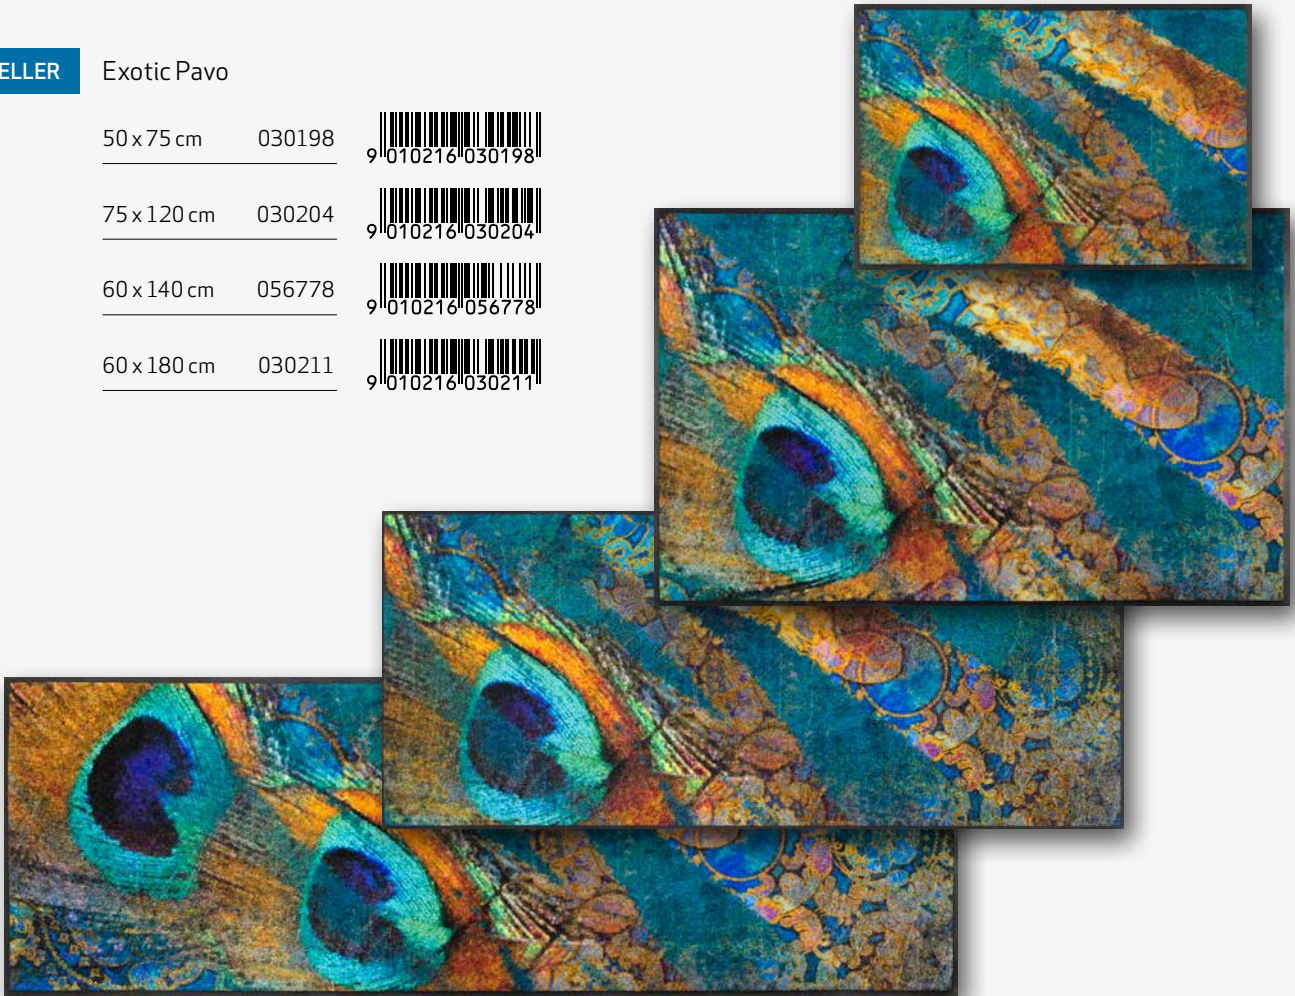 ELLER
Exotic Pavo
50 x 75 cm 030198
9 010216 030198
75 x 120 cm 030204
9 010216 030204
60 x 140 cm 056778
9 010216 056778
60 x 180 cm 030211
9 010216 030211